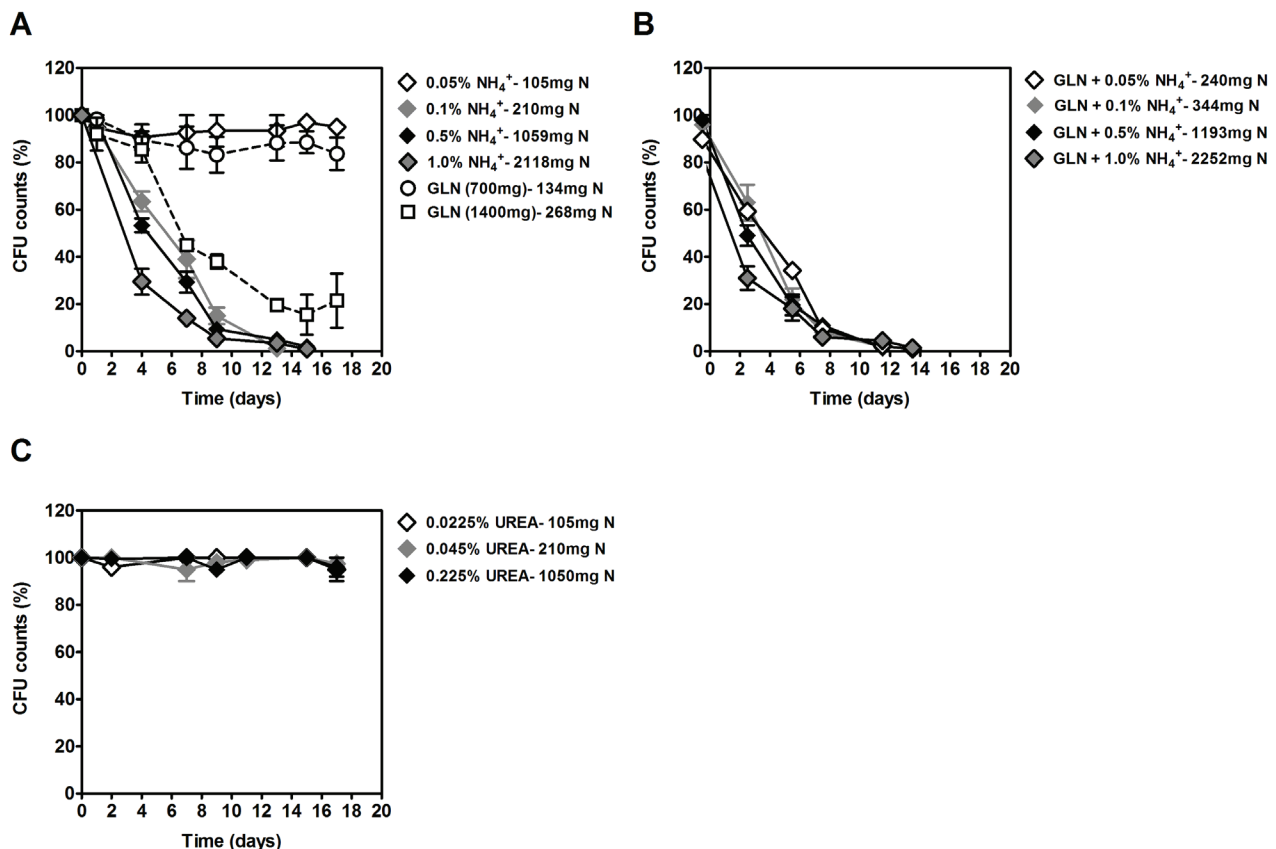 A
CFU counts (%)
120
100
80
60
40
20
0
0 2 4 6 8 10 12 14 16 18 20
Time (days)
0.05% NH₄⁺- 105mg N
0.1% NH₄⁺- 210mg N
0.5% NH₄⁺- 1059mg N
1.0% NH₄⁺- 2118mg N
GLN (700mg)- 134mg N
GLN (1400mg)- 268mg N
B
CFU counts (%)
120
100
80
60
40
20
0
0 2 4 6 8 10 12 14 16 18 20
Time (days)
GLN + 0.05% NH₄⁺- 240mg N
GLN + 0.1% NH₄⁺- 344mg N
GLN + 0.5% NH₄⁺- 1193mg N
GLN + 1.0% NH₄⁺- 2252mg N
C
CFU counts (%)
120
100
80
60
40
20
0
0 2 4 6 8 10 12 14 16 18 20
Time (days)
0.0225% UREA- 105mg N
0.045% UREA- 210mg N
0.225% UREA- 1050mg N